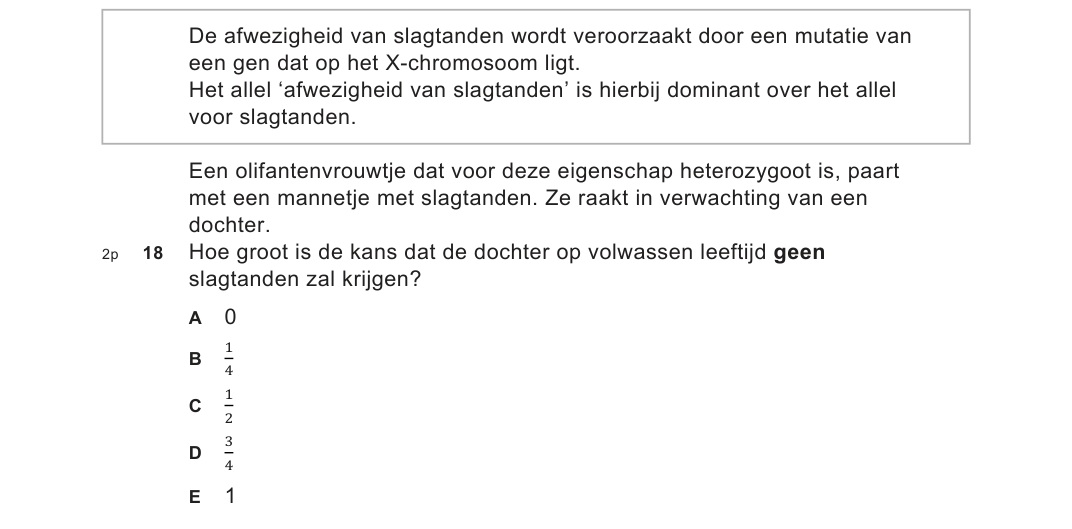 De afwezigheid van slagtanden wordt veroorzaakt door een mutatie van
een gen dat op het X-chromosoom ligt.
Het allel ‘afwezigheid van slagtanden’ is hierbij dominant over het allel
voor slagtanden.
Een olifantenvrouwtje dat voor deze eigenschap heterozygoot is, paart
met een mannetje met slagtanden. Ze raakt in verwachting van een
dochter.
2p 18 Hoe groot is de kans dat de dochter op volwassen leeftijd geen
slagtanden zal krijgen?
A 0
B 1/4
C 1/2
D 3/4
E 1